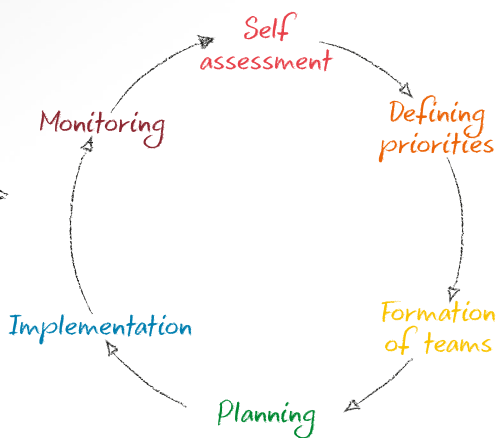 Self
assessment
Defining
priorities
Formation
of teams
Planning
Implementation
Monitoring